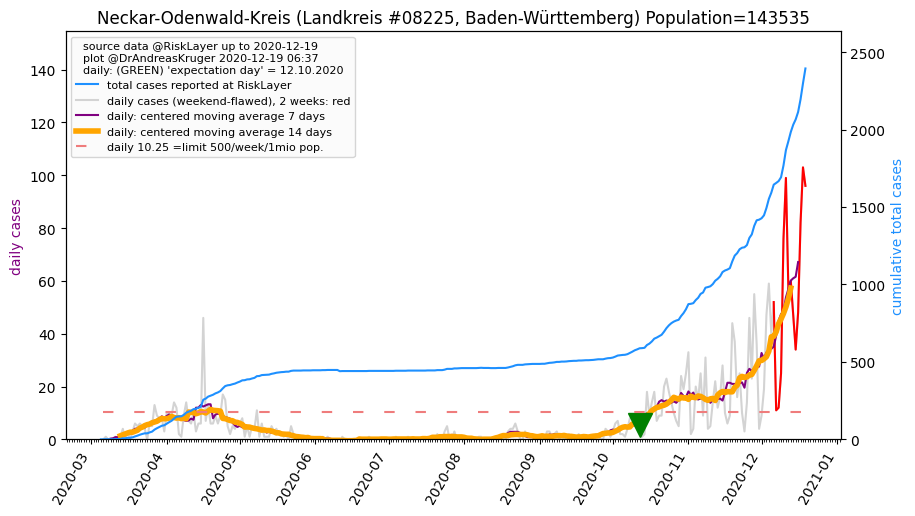 Neckar-Odenwald-Kreis (Landkreis #08225, Baden-Württemberg) Population=143535
source data @RiskLayer up to 2020-12-19
plot @DrAndreasKruger 2020-12-19 06:37
daily: (GREEN) 'expectation day' = 12.10.2020
total cases reported at RiskLayer
daily cases (weekend-flawed), 2 weeks: red
daily: centered moving average 7 days
daily: centered moving average 14 days
daily 10.25 =limit 500/week/1mio pop.
daily cases
140
120
100
80
60
40
20
0
cumulative total cases
2500
2000
1500
1000
500
0
2020-03
2020-04
2020-05
2020-06
2020-07
2020-08
2020-09
2020-10
2020-11
2020-12
2021-01